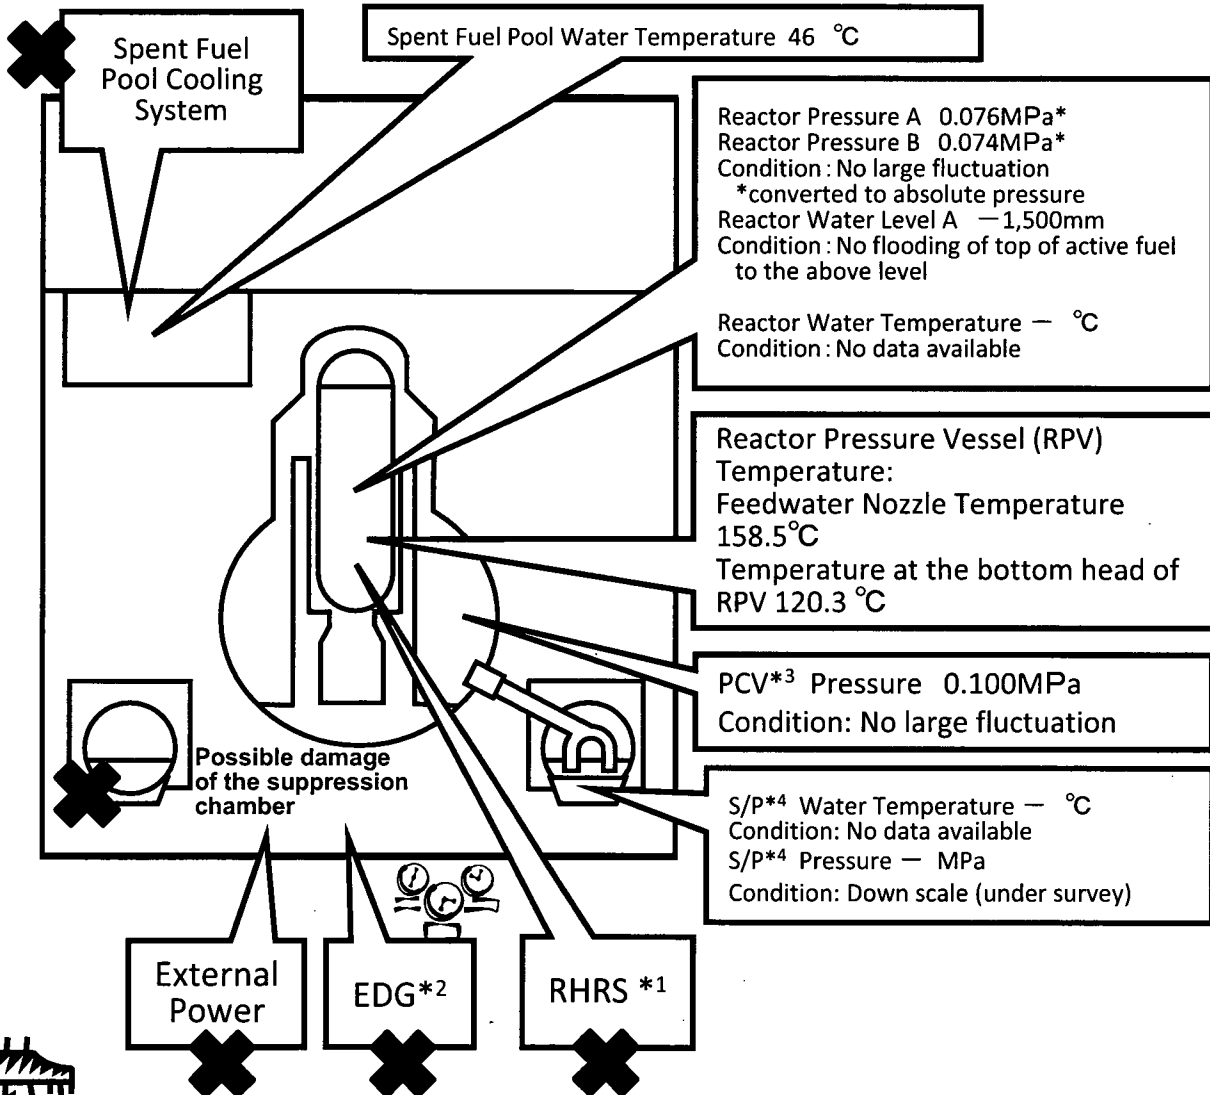 Spent Fuel
Pool Cooling
System
Spent Fuel Pool Water Temperature 46 ℃
Reactor Pressure A 0.076MPa*
Reactor Pressure B 0.074MPa*
Condition : No large fluctuation
*converted to absolute pressure
Reactor Water Level A －1,500mm
Condition : No flooding of top of active fuel
to the above level
Reactor Water Temperature － ℃
Condition : No data available
Reactor Pressure Vessel (RPV)
Temperature:
Feedwater Nozzle Temperature
158.5℃
Temperature at the bottom head of
RPV 120.3 ℃
PCV*3 Pressure 0.100MPa
Condition: No large fluctuation
Possible damage
of the suppression
chamber
S/P*4 Water Temperature － ℃
Condition: No data available
S/P*4 Pressure － MPa
Condition: Down scale (under survey)
External
Power
EDG*2
RHRS *1